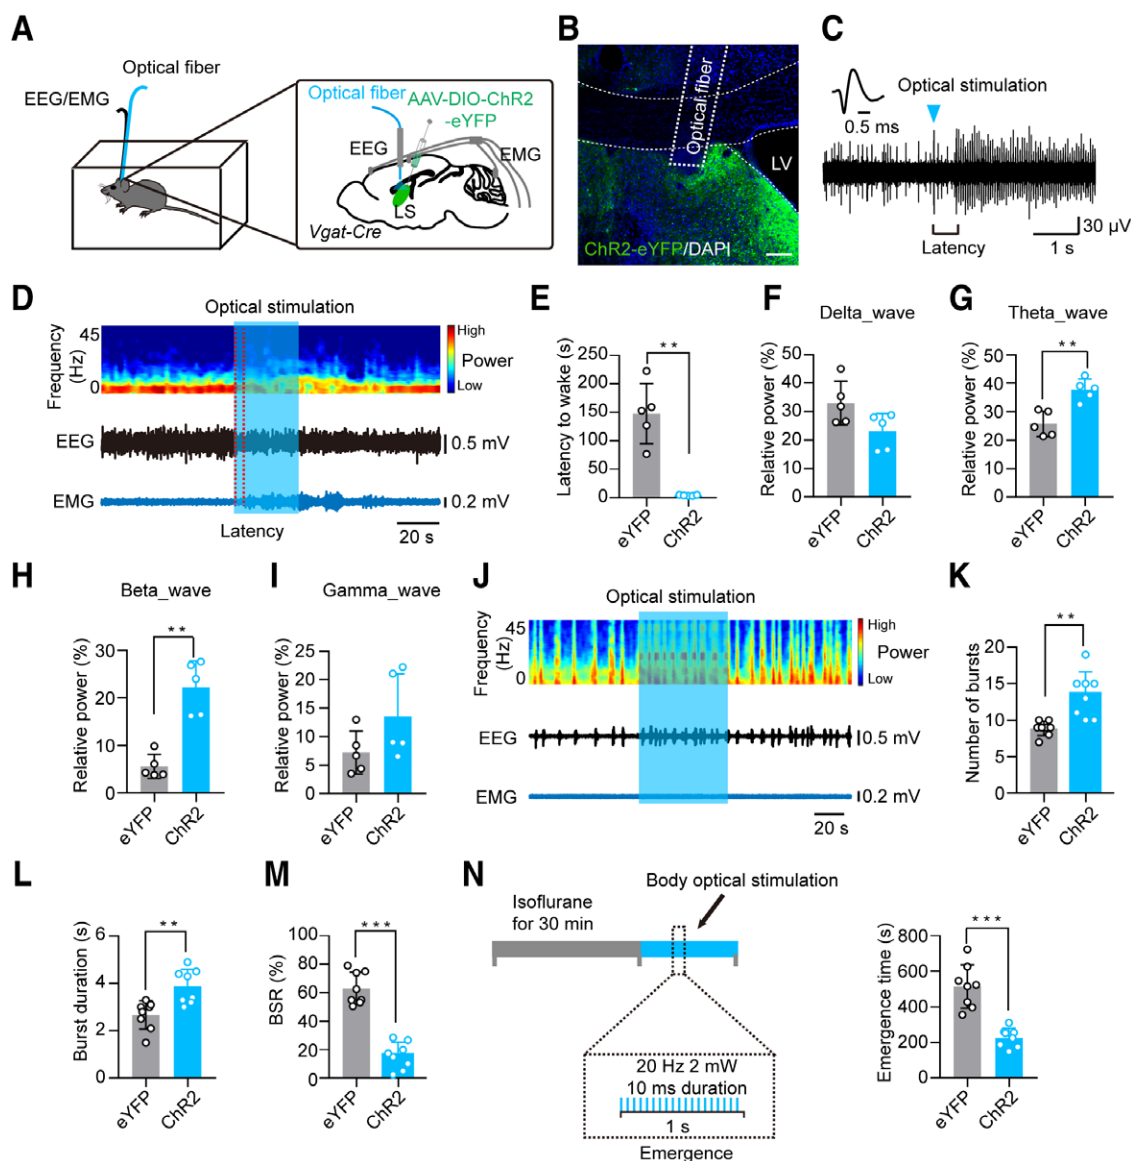 A
Optical fiber
EEG/EMG
Optical fiber
AAV-DIO-ChR2
-eYFP
EEG
EMG
LS
Vgat-Cre
B
Optical fiber
LV
ChR2-eYFP/DAPI
C
0.5 ms
Optical stimulation
Latency
30 µV
1 s
D
Optical stimulation
Frequency
(Hz)
45
0
High
Power
Low
EEG
0.5 mV
EMG
0.2 mV
Latency
20 s
E
Latency to wake (s)
250
200
150
100
50
0
**
eYFP
ChR2
F
Delta_wave
Relative power (%)
50
40
30
20
10
0
eYFP
ChR2
G
Theta_wave
Relative power (%)
50
40
30
20
10
0
**
eYFP
ChR2
H
Beta_wave
Relative power (%)
30
20
10
0
**
eYFP
ChR2
I
Gamma_wave
Relative power (%)
25
20
15
10
5
0
eYFP
ChR2
J
Optical stimulation
Frequency
(Hz)
45
0
High
Power
Low
EEG
0.5 mV
EMG
0.2 mV
20 s
K
Number of bursts
20
15
10
5
0
**
eYFP
ChR2
L
Burst duration (s)
6
4
2
0
**
eYFP
ChR2
M
BSR (%)
100
80
60
40
20
0
***
eYFP
ChR2
N
Body optical stimulation
Isoflurane
for 30 min
20 Hz 2 mW
10 ms duration
1 s
Emergence
Emergence time (s)
800
600
400
200
0
***
eYFP
ChR2